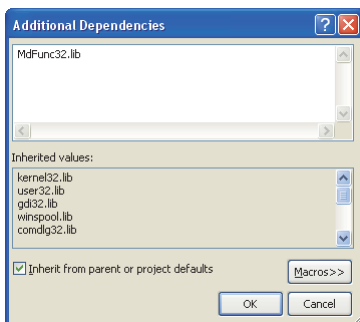 Additional Dependencies
MdFunc32.lib
Inherited values:
kernel32.lib
user32.lib
gdi32.lib
winspool.lib
comdlg32.lib
Inherit from parent or project defaults
Macros>>
OK
Cancel